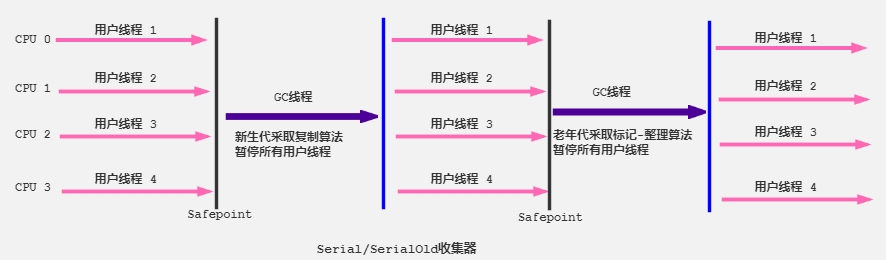 CPU 0
用户线程 1
用户线程 1
用户线程 1
CPU 1
用户线程 2
用户线程 2
用户线程 2
GC线程
GC线程
CPU 2
用户线程 3
用户线程 3
用户线程 3
新生代采取复制算法
暂停所有用户线程
老年代采取标记-整理算法
暂停所有用户线程
CPU 3
用户线程 4
用户线程 4
用户线程 4
Safepoint
Safepoint
Serial/SerialOld收集器